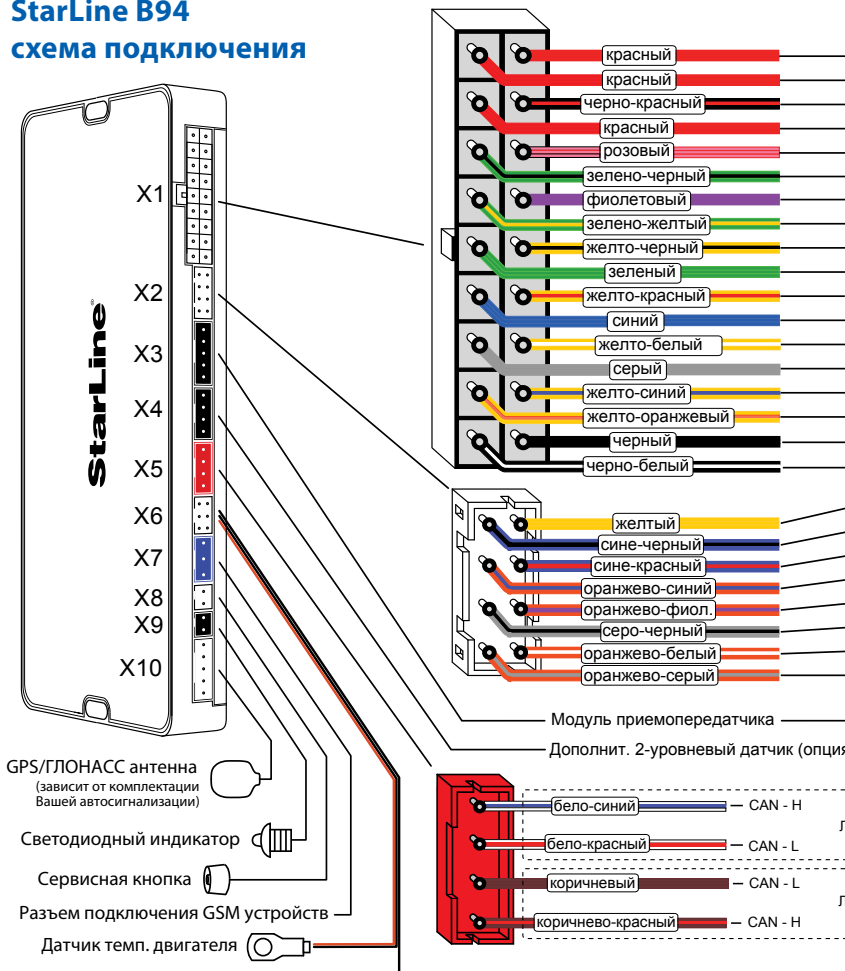 StarLine B94
схема подключения
красный
красный
черно-красный
красный
розовый
зелено-черный
фиолетовый
зелено-желтый
желто-черный
зеленый
желто-красный
синий
желто-белый
серый
желто-синий
желто-оранжевый
черный
черно-белый
X1
X2
X3
X4
X5
X6
X7
X8
X9
X10
StarLine®
желтый
сине-черный
сине-красный
оранжево-синий
оранжево-фиол.
серо-черный
оранжево-белый
оранжево-серый
Модуль приемопередатчика
Дополнит. 2-уровневый датчик (опция
GPS/ГЛОНАСС антенна
(зависит от комплектации
Вашей автосигнализации)
Светодиодный индикатор
Сервисная кнопка
Разъем подключения GSM устройств
Датчик темп. двигателя
бело-синий CAN - H
бело-красный CAN - L
коричневый CAN - L
коричнево-красный CAN - H